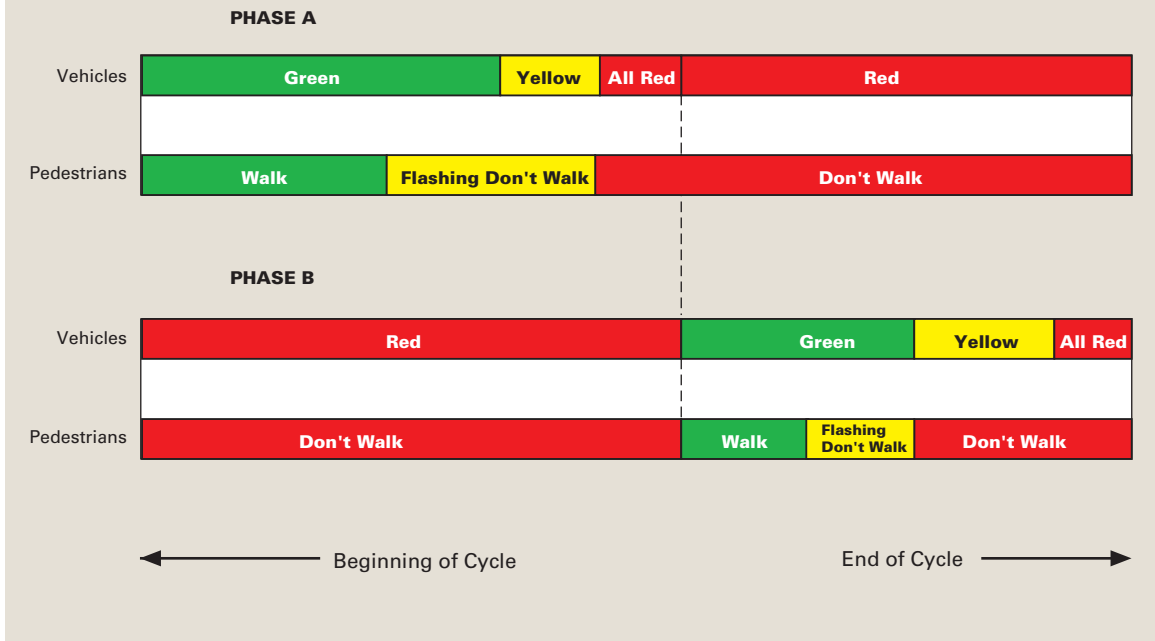 PHASE A
Vehicles
Green
Yellow
All Red
Red
Pedestrians
Walk
Flashing Don't Walk
Don't Walk
PHASE B
Vehicles
Red
Green
Yellow
All Red
Pedestrians
Don't Walk
Walk
Flashing
Don't Walk
Don't Walk
Beginning of Cycle
End of Cycle